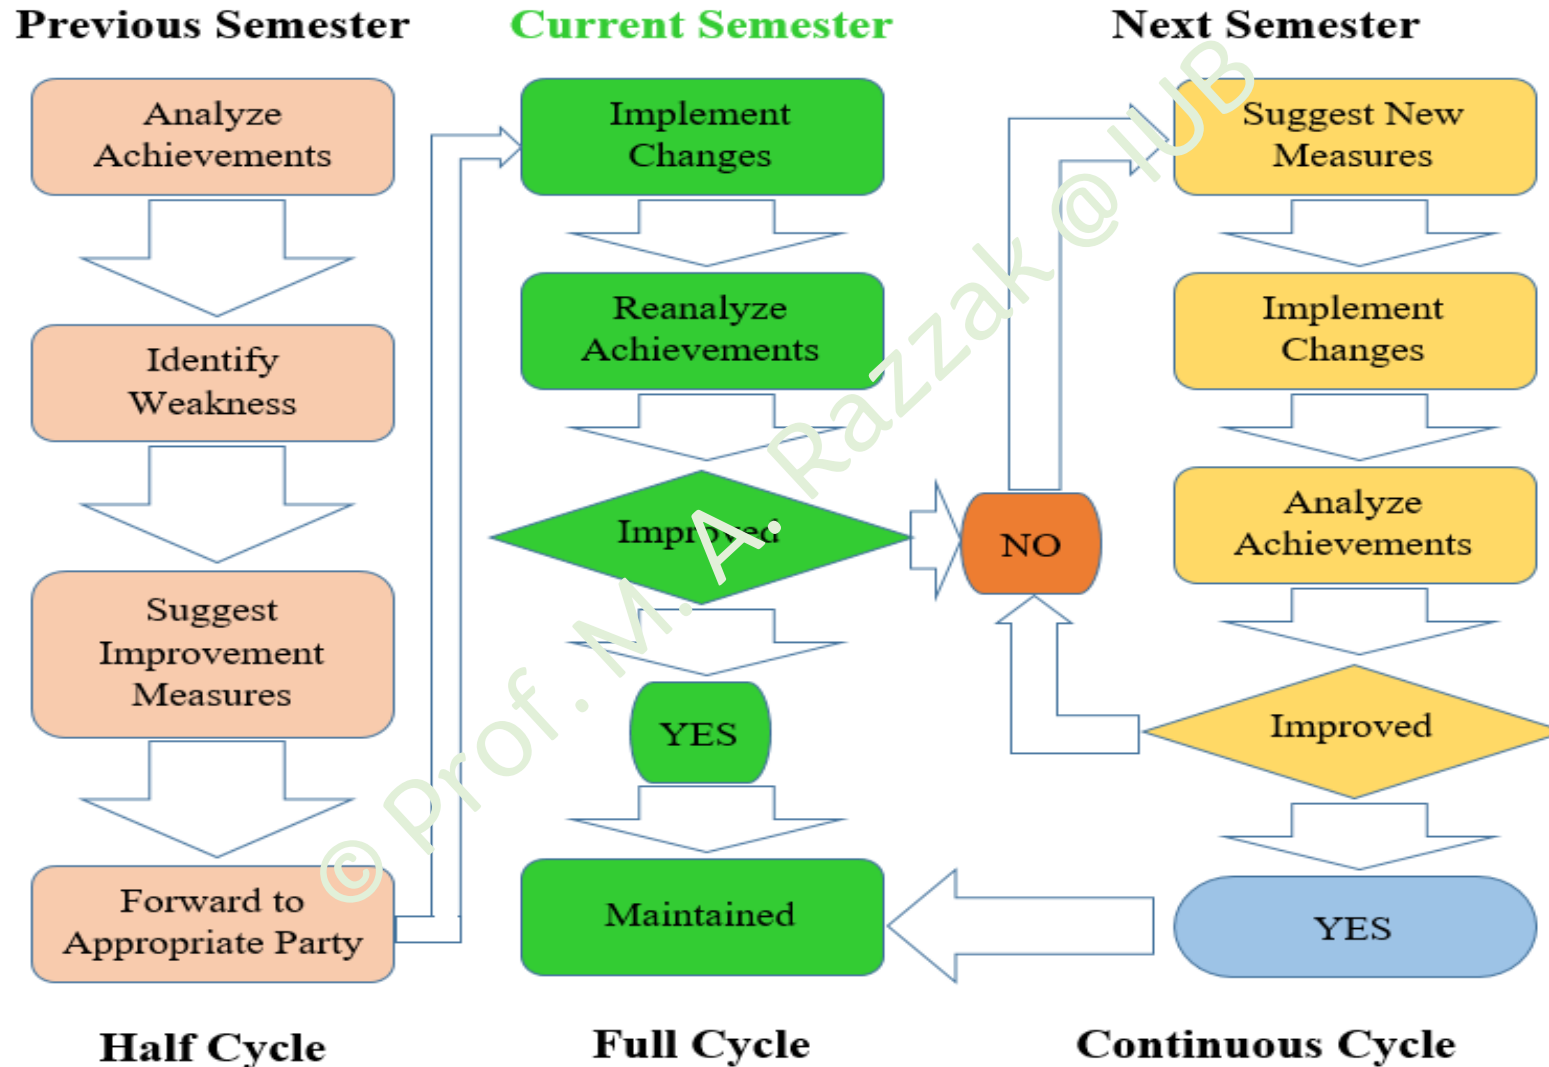 Previous Semester
Analyze
Achievements
Identify
Weakness
Suggest
Improvement
Measures
Forward to
Appropriate Party
Half Cycle
Current Semester
Implement
Changes
Reanalyze
Achievements
Improved
YES
Maintained
Full Cycle
NO
Next Semester
Suggest New
Measures
Implement
Changes
Analyze
Achievements
Improved
YES
Continuous Cycle
© Prof. M. A. Razzak @ IUB